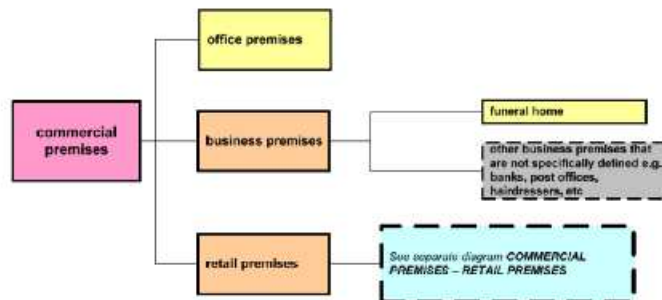 office premises
commercial
premises
business premises
funeral home
other business premises that
are not specifically defined e.g.
banks, post offices,
hairdressers, etc
retail premises
See separate diagram COMMERCIAL
PREMISES – RETAIL PREMISES